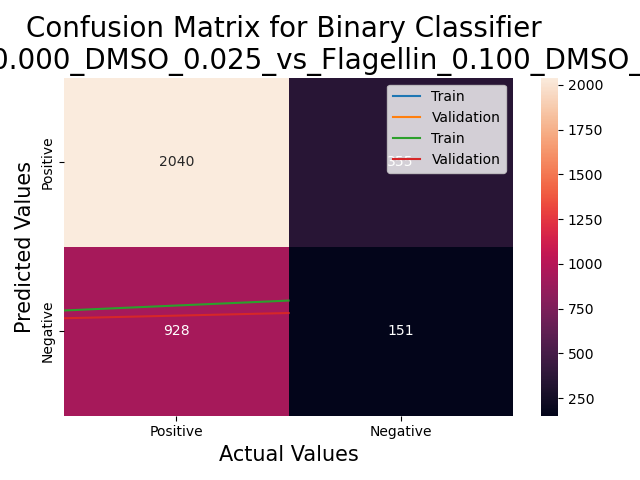 Confusion Matrix for Binary Classifier
0.000_DMSO_0.025_vs_Flagellin_0.100_DMSO_
Train
Validation
Train
Validation
Predicted Values
Positive
Negative
2040
928
151
Positive
Negative
Actual Values
2000
1750
1500
1250
1000
750
500
250